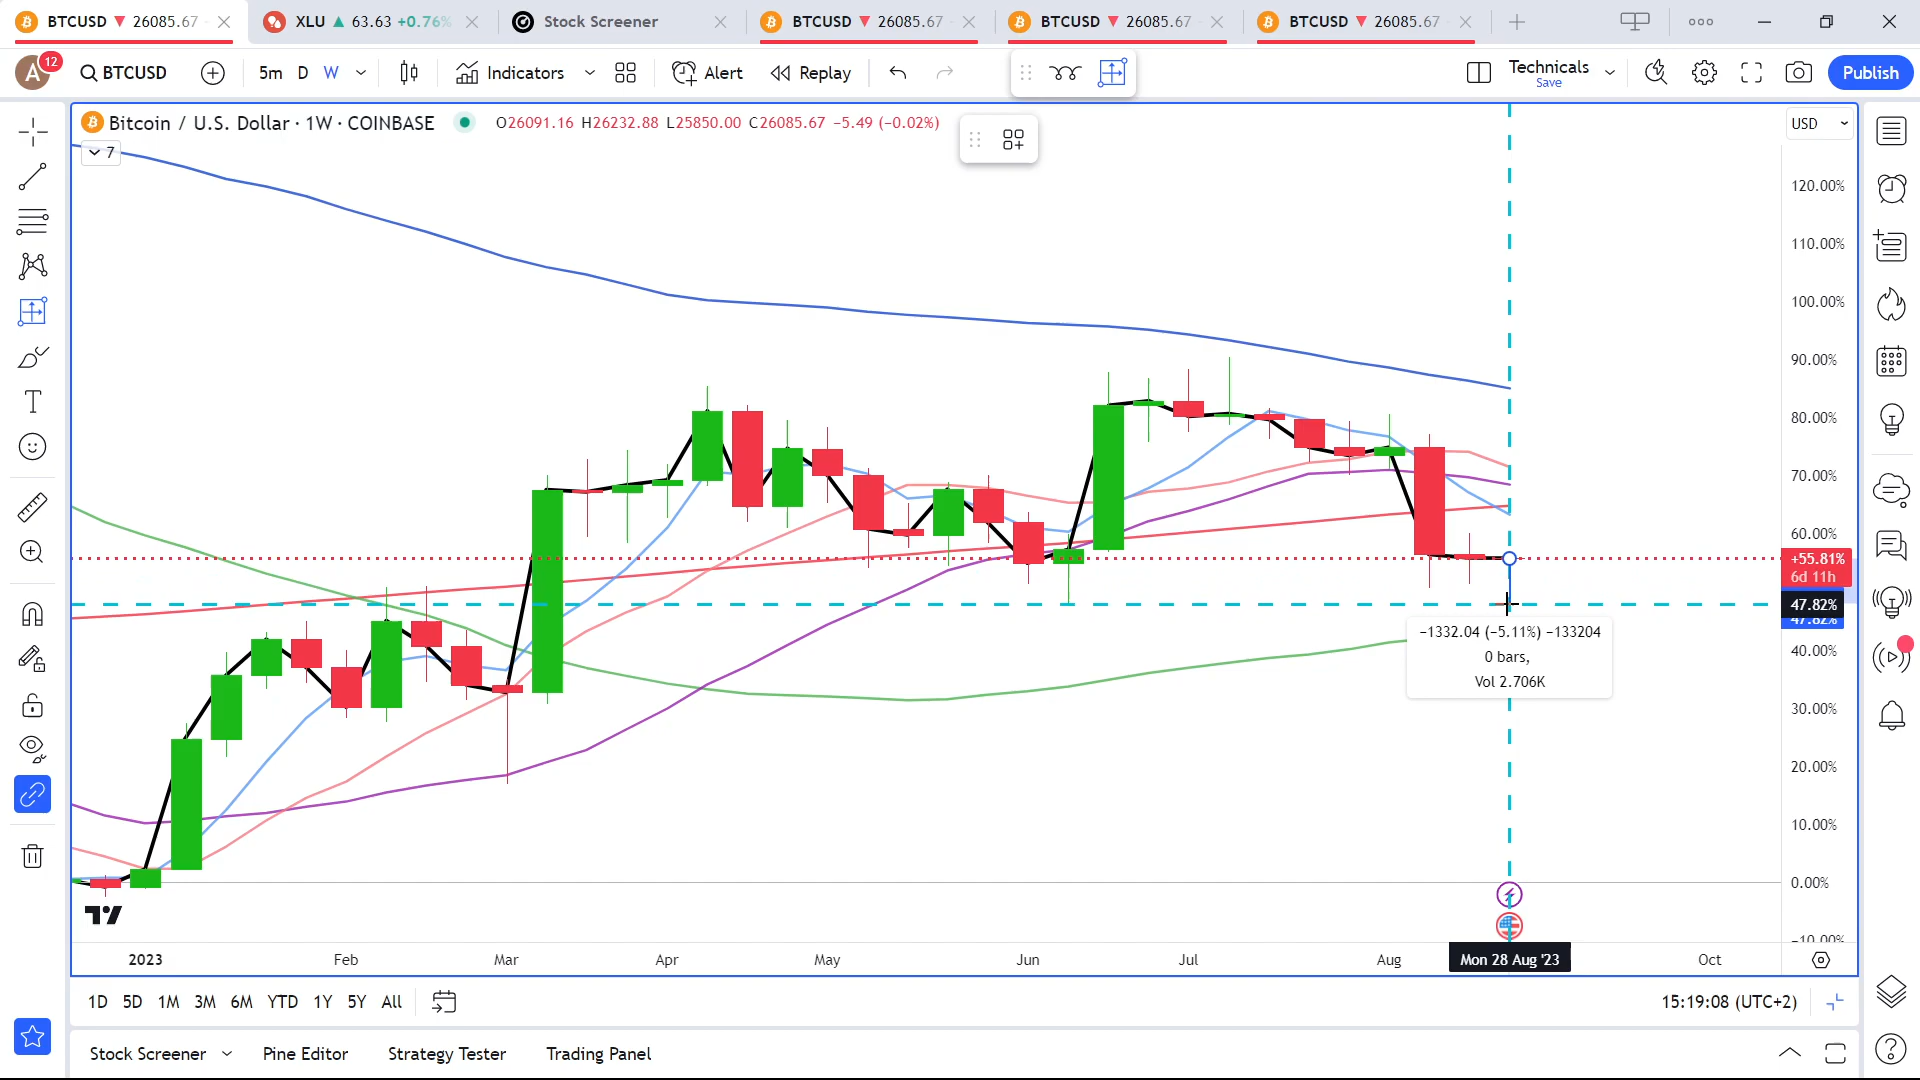 BTCUSD ▼ 26085.67
XLU ▲ 63.63 +0.76%
Stock Screener
BTCUSD ▼ 26085.67
BTCUSD ▼ 26085.67
BTCUSD ▼ 26085.67
A 12
BTCUSD
5m D W
Indicators
Alert
Replay
Technicals
Save
Publish
Bitcoin / U.S. Dollar · 1W · COINBASE
O26091.16 H26232.88 L25850.00 C26085.67 −5.49 (−0.02%)
7
USD
120.00%
110.00%
100.00%
90.00%
80.00%
70.00%
60.00%
+55.81%
6d 11h
47.82%
47.82%
40.00%
30.00%
20.00%
10.00%
0.00%
−10.00%
−1332.04 (−5.11%) −133204
0 bars,
Vol 2.706K
2023 Feb Mar Apr May Jun Jul Aug Mon 28 Aug '23 Oct
1D 5D 1M 3M 6M YTD 1Y 5Y All
15:19:08 (UTC+2)
Stock Screener Pine Editor Strategy Tester Trading Panel